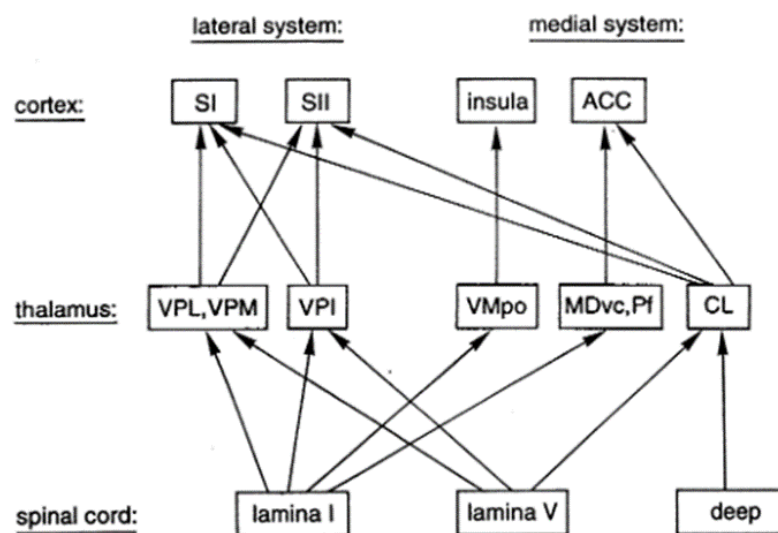 lateral system: medial system:
cortex: SI SII insula ACC
thalamus: VPL,VPM VPI VMpo MDvc,Pf CL
spinal cord: lamina I lamina V deep